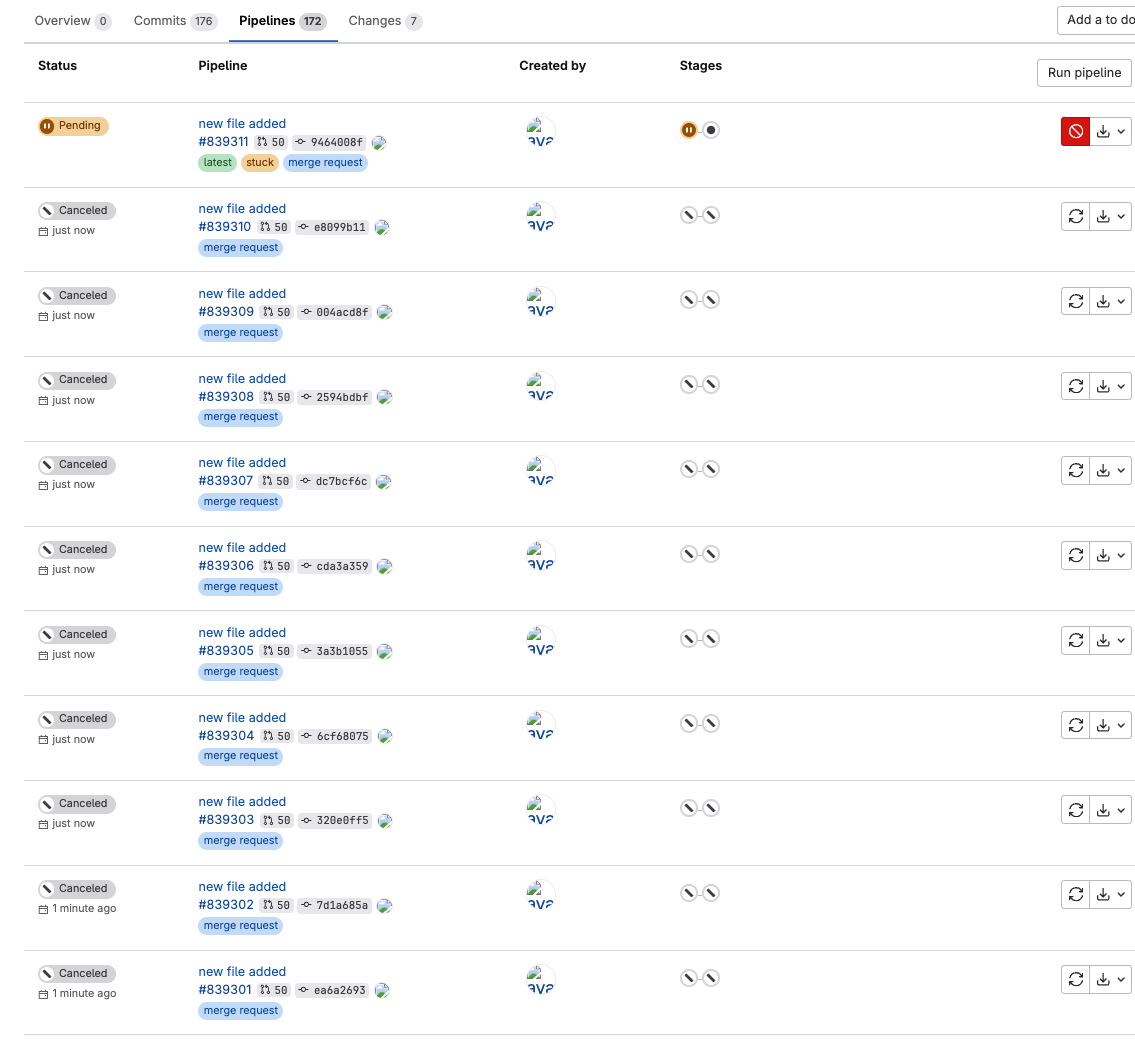 Overview 0 Commits 176 Pipelines 172 Changes 7 Add a to do
Status Pipeline Created by Stages Run pipeline
Pending new file added
#839311 50 9464008f
latest stuck merge request
Canceled new file added
just now #839310 50 e8099b11
merge request
Canceled new file added
just now #839309 50 004acd8f
merge request
Canceled new file added
just now #839308 50 2594bdbf
merge request
Canceled new file added
just now #839307 50 dc7bcf6c
merge request
Canceled new file added
just now #839306 50 cda3a359
merge request
Canceled new file added
just now #839305 50 3a3b1055
merge request
Canceled new file added
just now #839304 50 6cf68075
merge request
Canceled new file added
just now #839303 50 320e0ff5
merge request
Canceled new file added
1 minute ago #839302 50 7d1a685a
merge request
Canceled new file added
1 minute ago #839301 50 ea6a2693
merge request